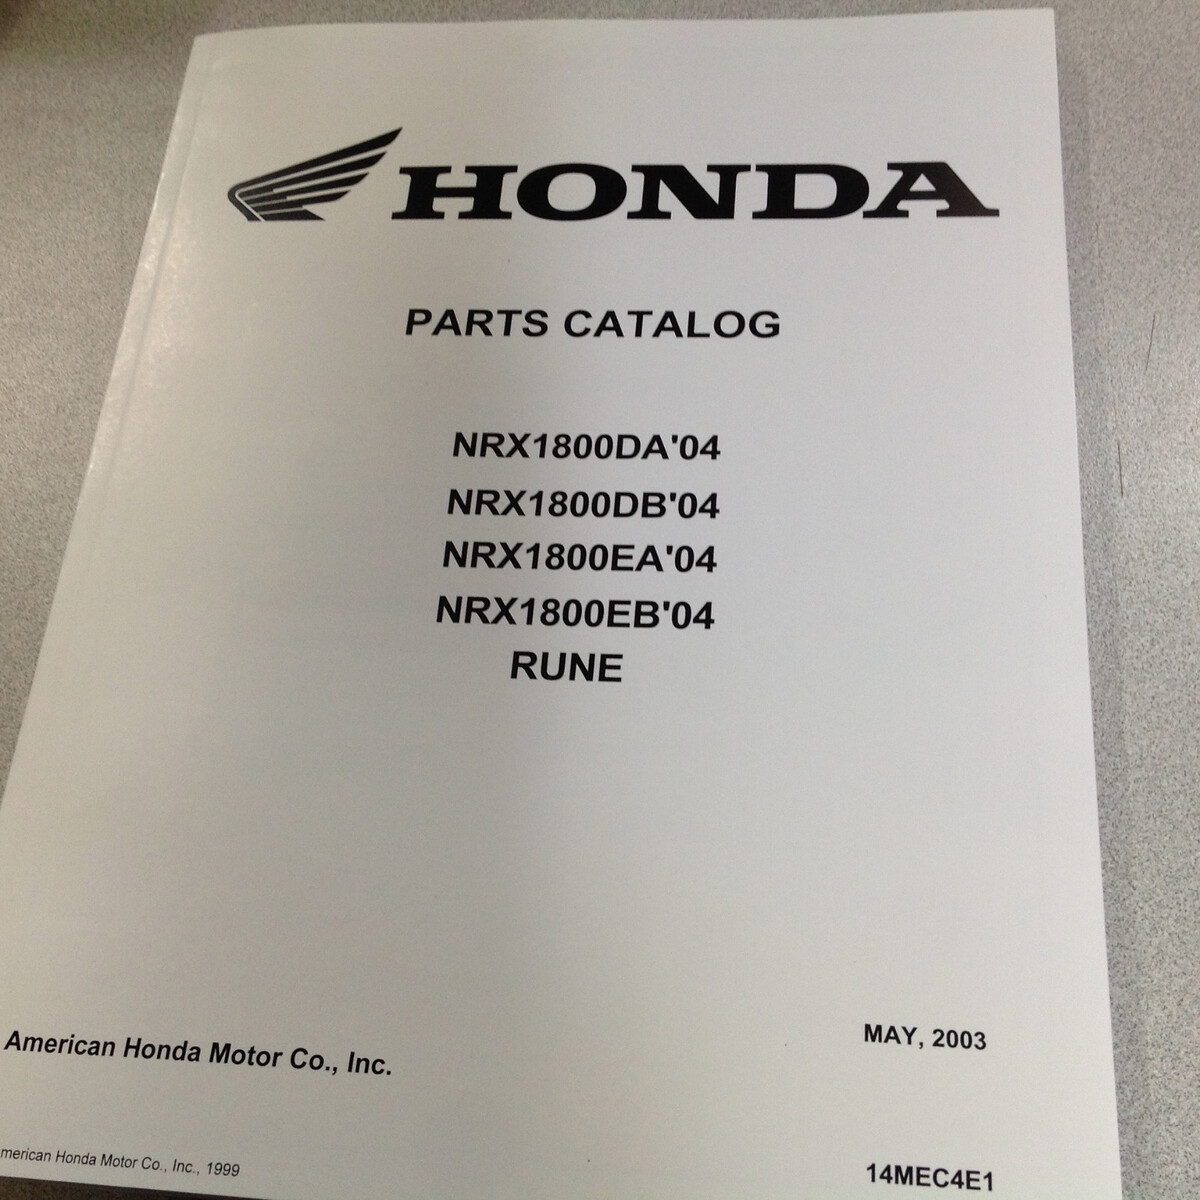 HONDA
PARTS CATALOG
NRX1800DA'04
NRX1800DB'04
NRX1800EA'04
NRX1800EB'04
RUNE
American Honda Motor Co., Inc.
MAY, 2003
merican Honda Motor Co., Inc., 1999
14MEC4E1